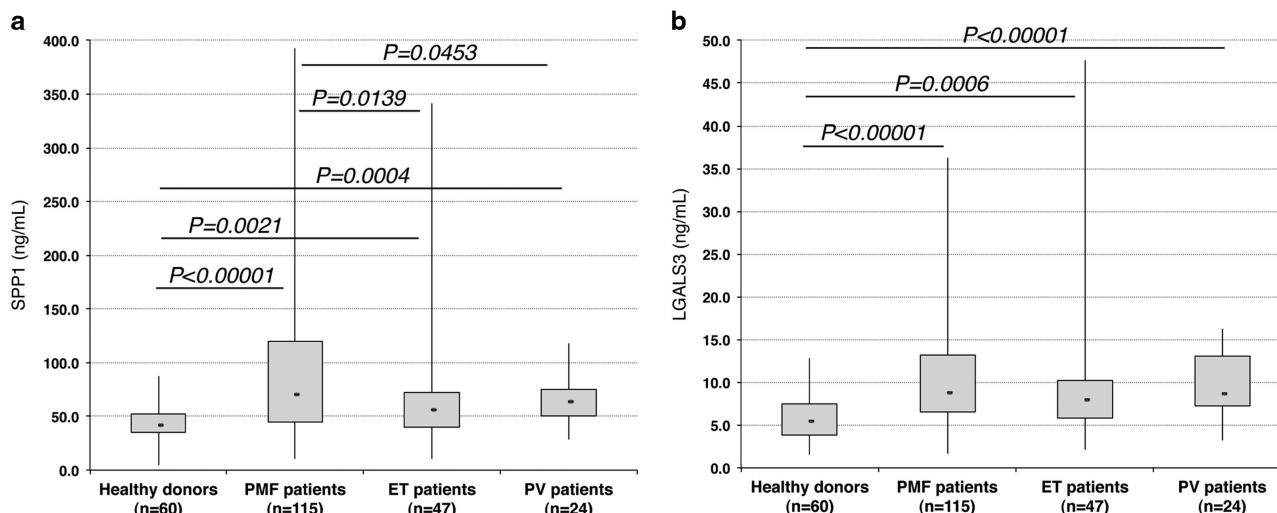 a
400.0
350.0
300.0
250.0
200.0
150.0
100.0
50.0
0.0
SPP1 (ng/mL)
P=0.0453
P=0.0139
P=0.0004
P=0.0021
P<0.00001
Healthy donors
(n=60)
PMF patients
(n=115)
ET patients
(n=47)
PV patients
(n=24)
b
50.0
45.0
40.0
35.0
30.0
25.0
20.0
15.0
10.0
5.0
0.0
LGALS3 (ng/mL)
P<0.00001
P=0.0006
P<0.00001
Healthy donors
(n=60)
PMF patients
(n=115)
ET patients
(n=47)
PV patients
(n=24)